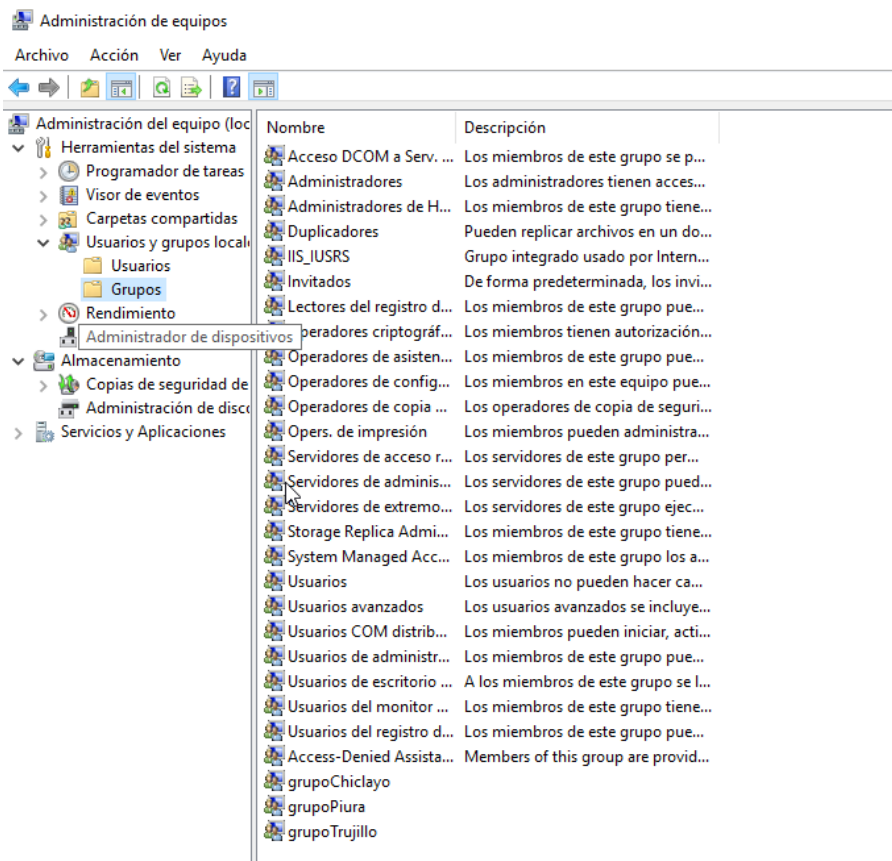 Administración de equipos
Archivo Acción Ver Ayuda
Administración del equipo (loc
Herramientas del sistema
Programador de tareas
Visor de eventos
Carpetas compartidas
Usuarios y grupos local
Usuarios
Grupos
Rendimiento
Administrador de dispositivos
Almacenamiento
Copias de seguridad de
Administración de disco
Servicios y Aplicaciones
Nombre Descripción
Acceso DCOM a Serv. ... Los miembros de este grupo se p...
Administradores Los administradores tienen acces...
Administradores de H... Los miembros de este grupo tiene...
Duplicadores Pueden replicar archivos en un do...
IIS_IUSRS Grupo integrado usado por Intern...
Invitados De forma predeterminada, los invi...
Lectores del registro d... Los miembros de este grupo pue...
Operadores criptográf... Los miembros tienen autorización...
Operadores de asisten... Los miembros de este grupo pue...
Operadores de config... Los miembros en este equipo pue...
Operadores de copia ... Los operadores de copia de seguri...
Opers. de impresión Los miembros pueden administra...
Servidores de acceso r... Los servidores de este grupo per...
Servidores de adminis... Los servidores de este grupo pued...
Servidores de extremo... Los servidores de este grupo ejec...
Storage Replica Admi... Los miembros de este grupo tiene...
System Managed Acc... Los miembros de este grupo los a...
Usuarios Los usuarios no pueden hacer ca...
Usuarios avanzados Los usuarios avanzados se incluye...
Usuarios COM distrib... Los miembros pueden iniciar, acti...
Usuarios de administr... Los miembros de este grupo pue...
Usuarios de escritorio ... A los miembros de este grupo se l...
Usuarios del monitor ... Los miembros de este grupo tiene...
Usuarios del registro d... Los miembros de este grupo pue...
Access-Denied Assista... Members of this group are provid...
grupoChiclayo
grupoPiura
grupoTrujillo